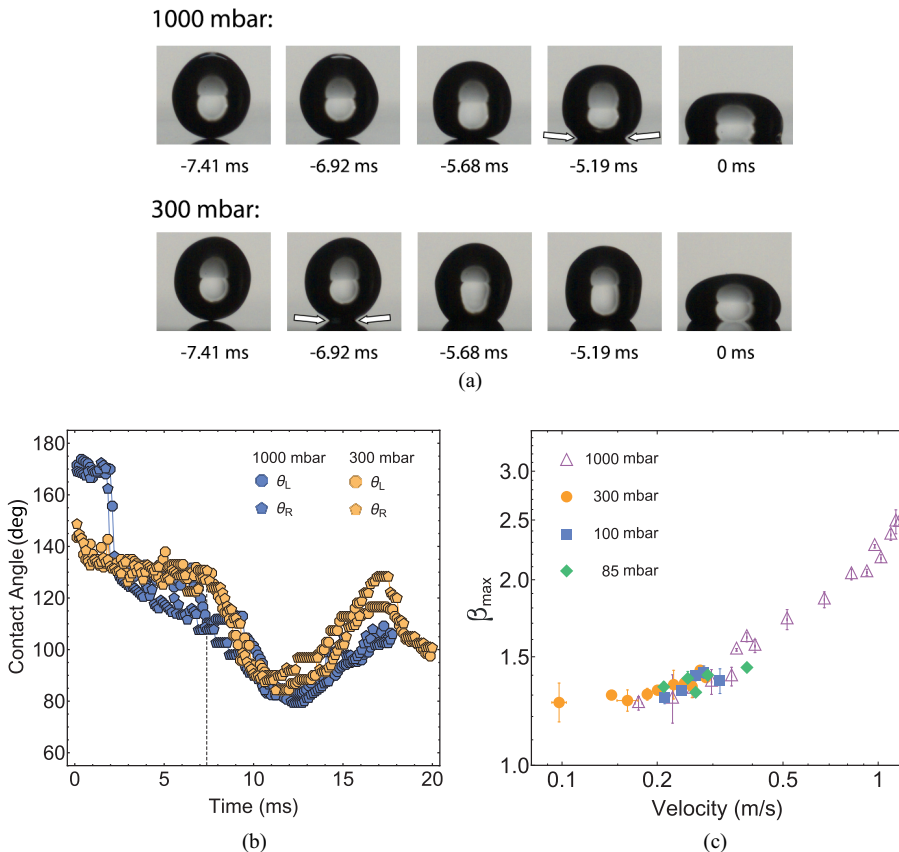 1000 mbar:
-7.41 ms -6.92 ms -5.68 ms -5.19 ms 0 ms
300 mbar:
-7.41 ms -6.92 ms -5.68 ms -5.19 ms 0 ms
(a)
180
160
140
120
100
80
60
Contact Angle (deg)
1000 mbar 300 mbar
θL θL
θR θR
0 5 10 15 20
Time (ms)
(b)
3.0
2.5
2.0
1.5
1.0
βmax
1000 mbar
300 mbar
100 mbar
85 mbar
0.1 0.2 0.5 1
Velocity (m/s)
(c)